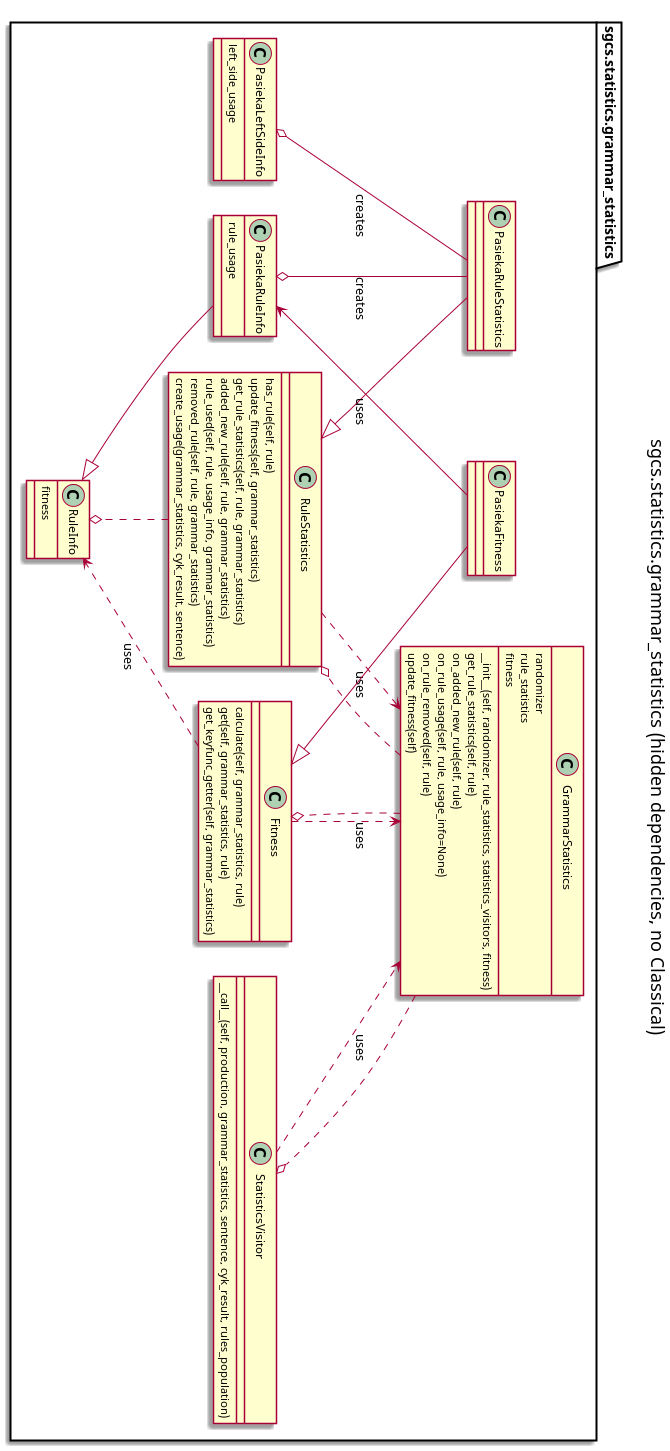 sgcs.statistics.grammar_statistics (hidden dependencies, no Classical)
sgcs.statistics.grammar_statistics
C PasiekaRuleStatistics
C PasiekaFitness
C GrammarStatistics
randomizer
rule_statistics
fitness
__init__(self, randomizer, rule_statistics, statistics_visitors, fitness)
get_rule_statistics(self, rule)
on_added_new_rule(self, rule)
on_rule_usage(self, rule, usage_info=None)
on_rule_removed(self, rule)
update_fitness(self)
creates
creates
uses
uses
uses
uses
C PasiekaLeftSideInfo
left_side_usage
C PasiekaRuleInfo
rule_usage
C RuleStatistics
has_rule(self, rule)
update_fitness(self, grammar_statistics)
get_rule_statistics(self, rule, grammar_statistics)
added_new_rule(self, rule, grammar_statistics)
rule_used(self, rule, usage_info, grammar_statistics)
removed_rule(self, rule, grammar_statistics)
create_usage(grammar_statistics, cyk_result, sentence)
C Fitness
calculate(self, grammar_statistics, rule)
get(self, grammar_statistics, rule)
get_keyfunc_getter(self, grammar_statistics)
C StatisticsVisitor
__call__(self, production, grammar_statistics, sentence, cyk_result, rules_population)
uses
C RuleInfo
fitness